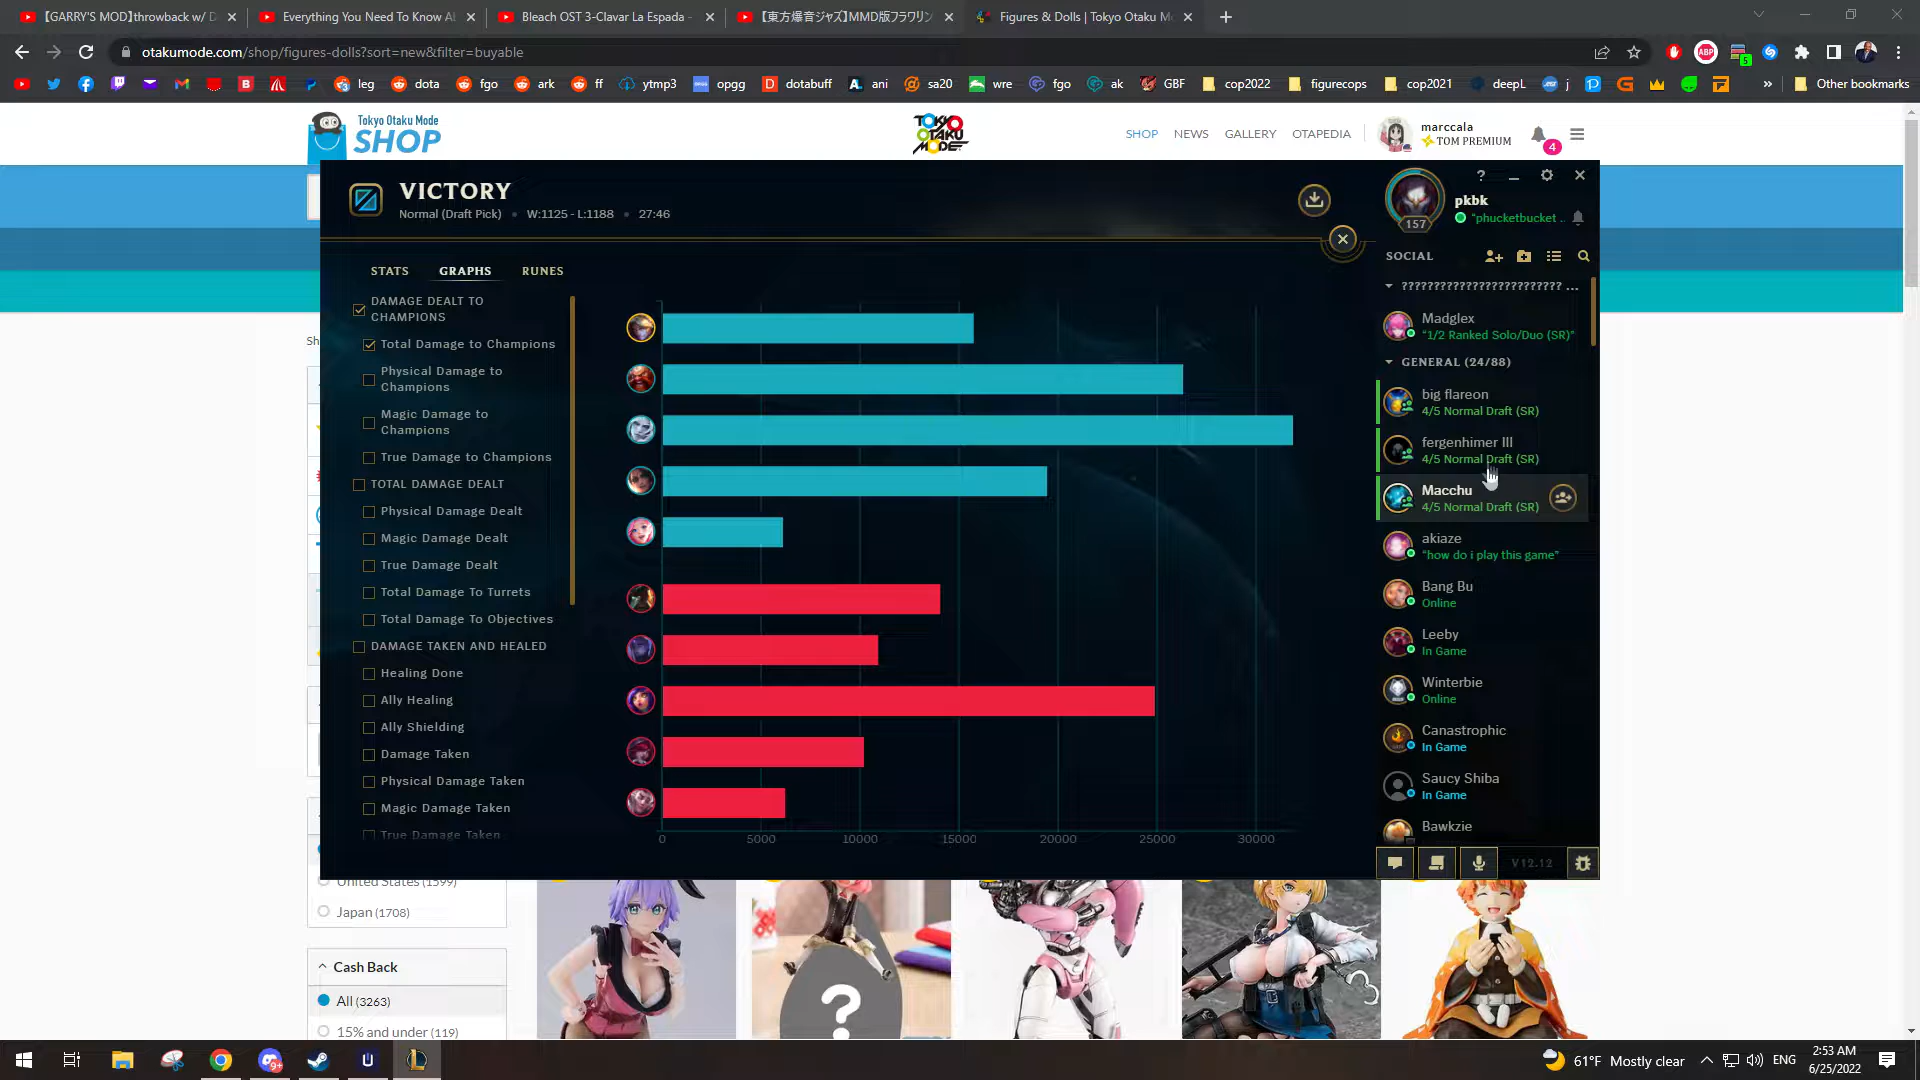 【GARRY'S MOD】throwback w/ D
Everything You Need To Know Al
Bleach OST 3-Clavar La Espada -
【東方爆音ジャズ】MMD版フラワリン
Figures & Dolls | Tokyo Otaku Mo
otakumode.com/shop/figures-dolls?sort=new&filter=buyable
ABP
5
leg
dota
fgo
ark
ff
ytmp3
opgg
dotabuff
ani
sa20
wre
fgo
ak
GBF
cop2022
figurecops
cop2021
deepL
j
»
Other bookmarks
Tokyo Otaku Mode
SHOP
TOKYO
OTAKU
MODE
SHOP
NEWS
GALLERY
OTAPEDIA
marccala
TOM PREMIUM
4
VICTORY
Normal (Draft Pick) • W:1125 - L:1188 • 27:46
?
157
pkbk
"phucketbucket ..
STATS
GRAPHS
RUNES
SOCIAL
DAMAGE DEALT TO
CHAMPIONS
Total Damage to Champions
Physical Damage to
Champions
Magic Damage to
Champions
True Damage to Champions
TOTAL DAMAGE DEALT
Physical Damage Dealt
Magic Damage Dealt
True Damage Dealt
Total Damage To Turrets
Total Damage To Objectives
DAMAGE TAKEN AND HEALED
Healing Done
Ally Healing
Ally Shielding
Damage Taken
Physical Damage Taken
Magic Damage Taken
True Damage Taken
0
5000
10000
15000
20000
25000
30000
????????????????????????? ...
Madglex
"1/2 Ranked Solo/Duo (SR)"
GENERAL (24/88)
big flareon
4/5 Normal Draft (SR)
fergenhimer III
4/5 Normal Draft (SR)
Macchu
4/5 Normal Draft (SR)
akiaze
"how do i play this game"
Bang Bu
Online
Leeby
In Game
Winterbie
Online
Canastrophic
In Game
Saucy Shiba
In Game
Bawkzie
V12.12
Sh
United States (1599)
Japan (1708)
Cash Back
All (3263)
15% and under (119)
?
9+
61°F Mostly clear
ENG
2:53 AM
6/25/2022